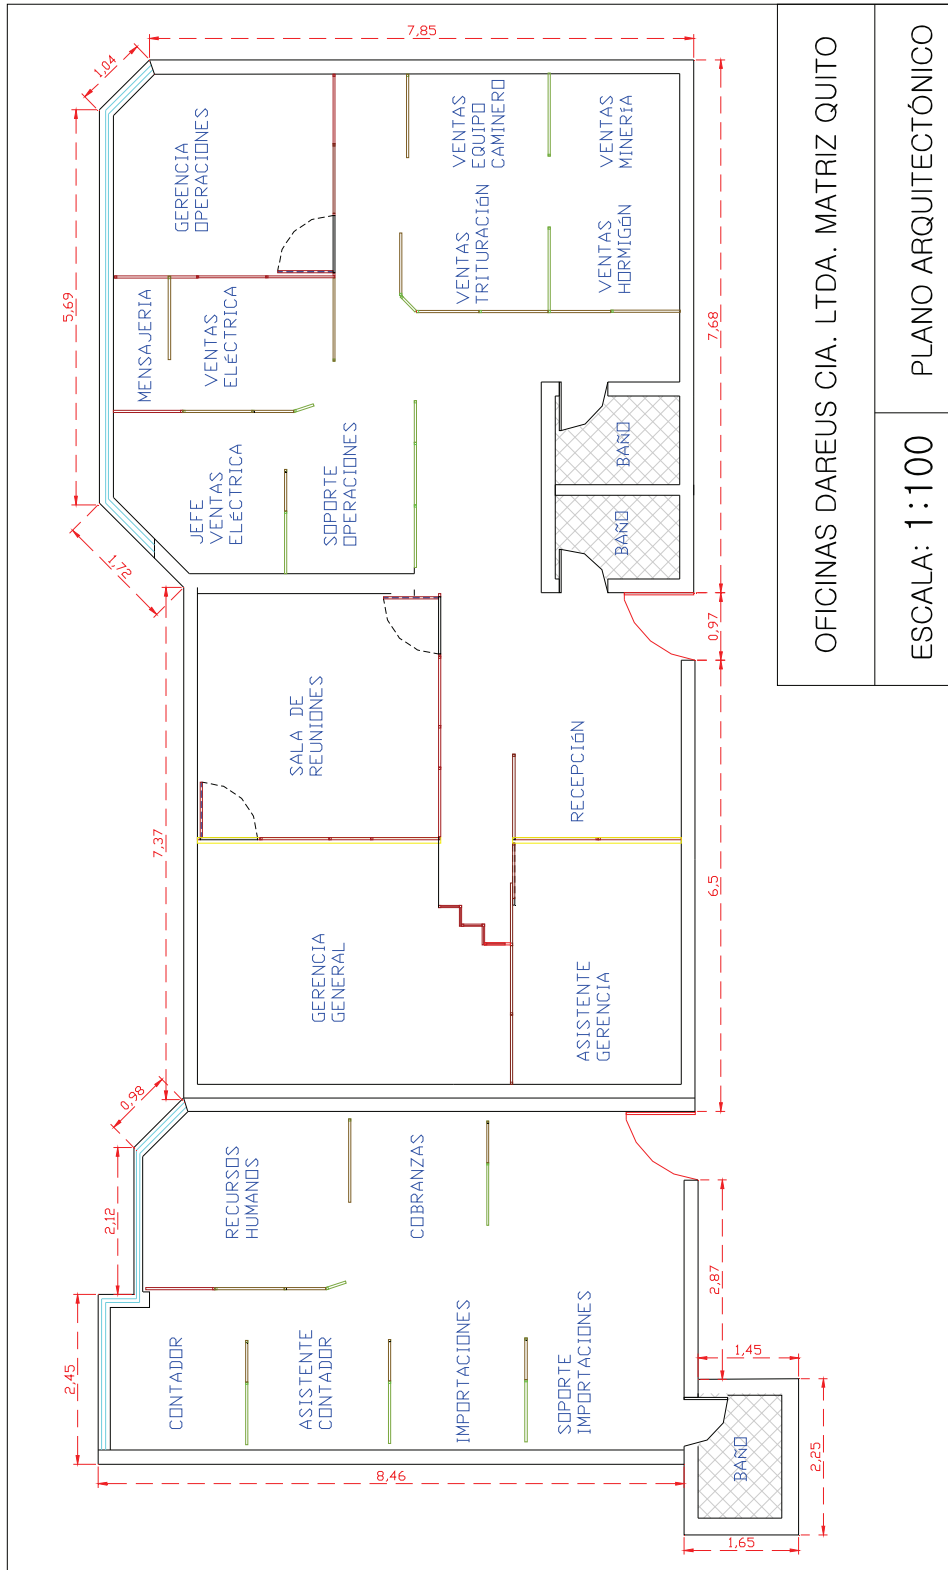 OFICINAS DAREUS CIA. LTDA. MATRIZ QUITO
ESCALA: 1:100
PLANO ARQUITECTÓNICO
CONTADOR
ASISTENTE
CONTADOR
IMPORTACIONES
SOPORTE
IMPORTACIONES
BAÑO
RECURSOS
HUMANOS
COBRANZAS
GERENCIA
GENERAL
ASISTENTE
GERENCIA
SALA DE
REUNIONES
RECEPCIÓN
JEFE
VENTAS
ELÉCTRICA
SOPORTE
OPERACIONES
BAÑO
BAÑO
MENSAJERIA
VENTAS
ELÉCTRICA
GERENCIA
OPERACIONES
VENTAS
TRITURACIÓN
VENTAS
EQUIPO
CAMINERO
VENTAS
HORMIGÓN
VENTAS
MINERÍA
2,45
2,12
0,98
7,37
1,72
5,69
1,04
7,85
7,68
0,97
6,5
2,87
1,45
2,25
1,65
8,46